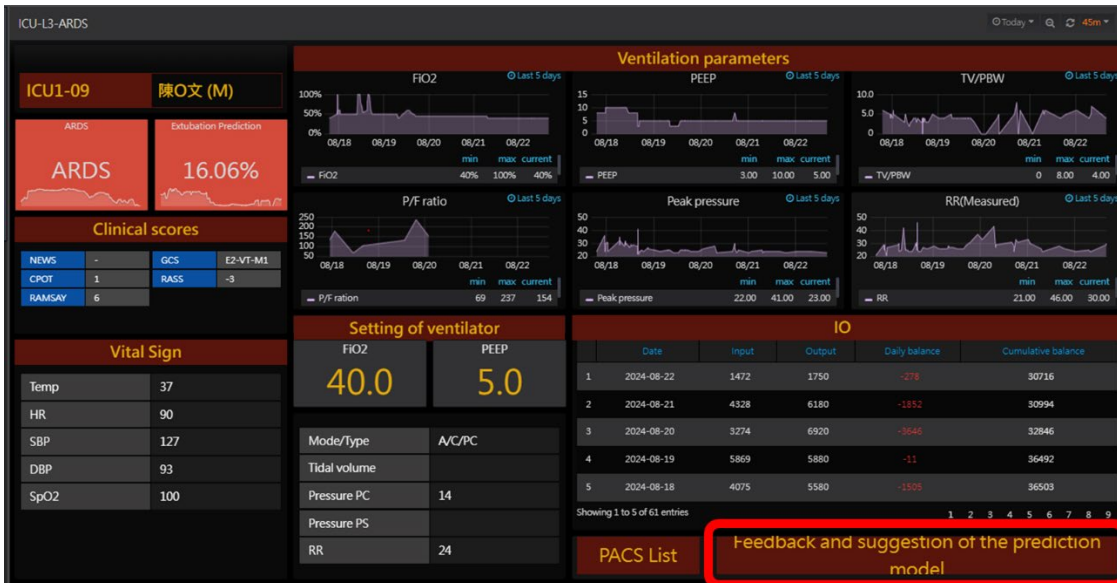 ICU-L3-ARDS
Today
45m
ICU1-09
陳O文 (M)
ARDS
ARDS
Extubation Prediction
16.06%
Clinical scores
NEWS - GCS E2-VT-M1
CPOT 1 RASS -3
RAMSAY 6
Vital Sign
Temp 37
HR 90
SBP 127
DBP 93
SpO2 100
Ventilation parameters
FiO2
Last 5 days
100%
50%
0%
08/18 08/19 08/20 08/21 08/22
min max current
FiO2 40% 100% 40%
PEEP
Last 5 days
15
10
5
0
08/18 08/19 08/20 08/21 08/22
min max current
PEEP 3.00 10.00 5.00
TV/PBW
Last 5 days
10.0
5.0
0
08/18 08/19 08/20 08/21 08/22
min max current
TV/PBW 0 8.00 4.00
P/F ratio
Last 5 days
250
200
150
100
50
08/18 08/19 08/20 08/21 08/22
min max current
P/F ration 69 237 154
Peak pressure
Last 5 days
50
40
30
20
08/18 08/19 08/20 08/21 08/22
min max current
Peak pressure 22.00 41.00 23.00
RR(Measured)
Last 5 days
50
40
30
20
08/18 08/19 08/20 08/21 08/22
min max current
RR 21.00 46.00 30.00
Setting of ventilator
FiO2
40.0
PEEP
5.0
Mode/Type A/C/PC
Tidal volume
Pressure PC 14
Pressure PS
RR 24
IO
Date Input Output Daily balance Cumulative balance
1 2024-08-22 1472 1750 -278 30716
2 2024-08-21 4328 6180 -1852 30994
3 2024-08-20 3274 6920 -3646 32846
4 2024-08-19 5869 5880 -11 36492
5 2024-08-18 4075 5580 -1505 36503
Showing 1 to 5 of 61 entries
1 2 3 4 5 6 7 8 9
PACS List
Feedback and suggestion of the prediction
model